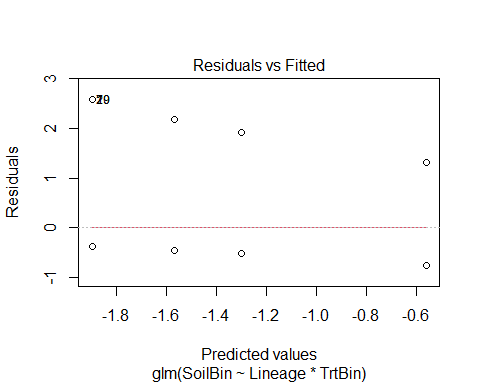 Residuals vs Fitted
Residuals
3
2
1
0
-1
-1.8 -1.6 -1.4 -1.2 -1.0 -0.8 -0.6
Predicted values
glm(SoilBin ~ Lineage * TrtBin)